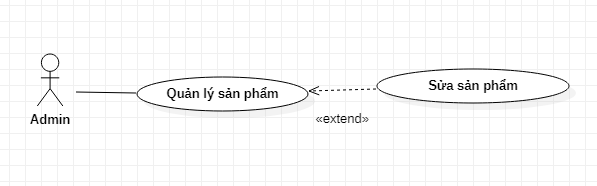 Admin
Quản lý sản phẩm
«extend»
Sửa sản phẩm